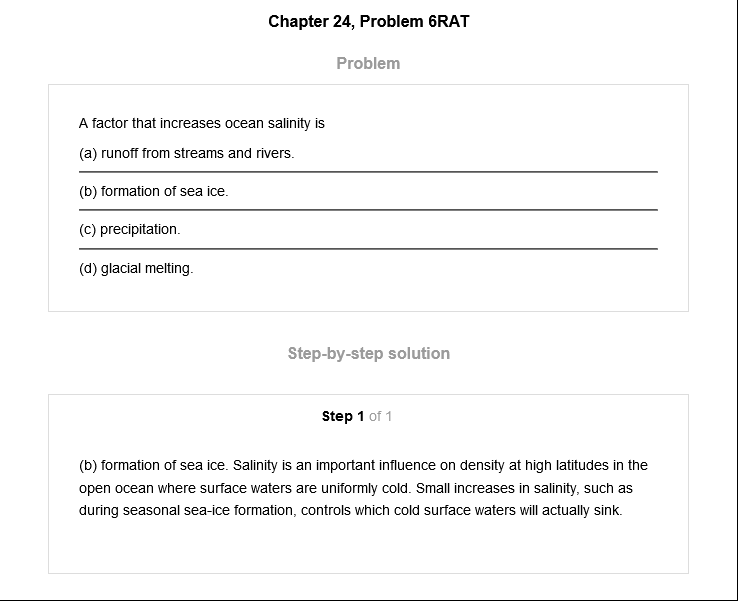 Chapter 24, Problem 6RAT
Problem
A factor that increases ocean salinity is
(a) runoff from streams and rivers.
(b) formation of sea ice.
(c) precipitation.
(d) glacial melting.
Step-by-step solution
Step 1 of 1
(b) formation of sea ice. Salinity is an important influence on density at high latitudes in the
open ocean where surface waters are uniformly cold. Small increases in salinity, such as
during seasonal sea-ice formation, controls which cold surface waters will actually sink.